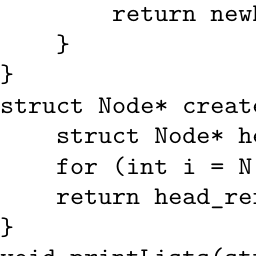 return newh
    }
}
struct Node* create
    struct Node* he
    for (int i = N
    return head_ref
}
void printLists(str